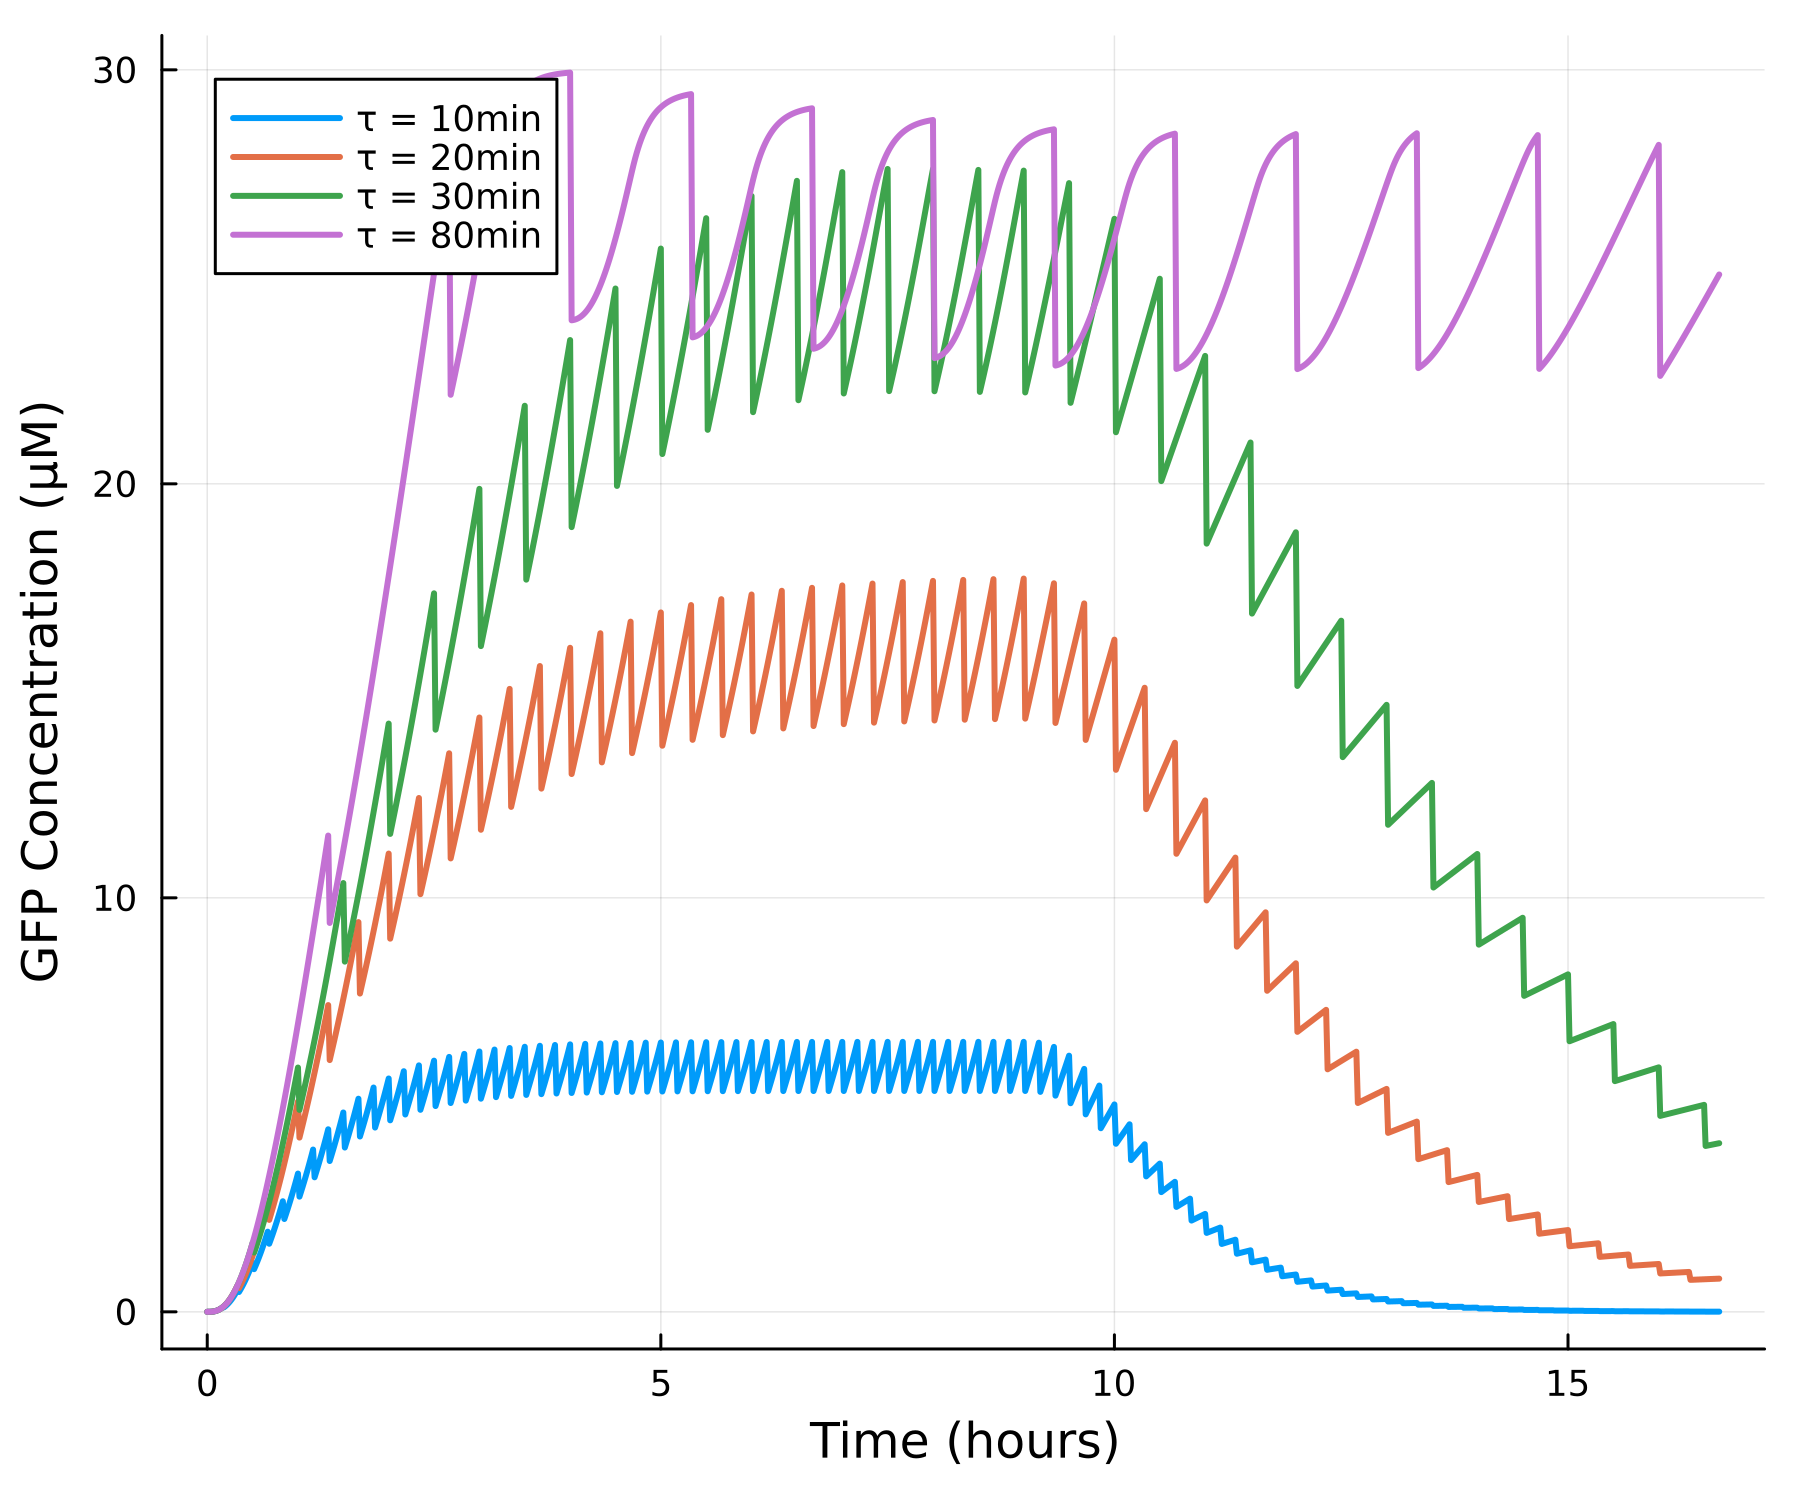 30
τ = 10min
τ = 20min
τ = 30min
τ = 80min
20
10
0
GFP Concentration (μM)
0 5 10 15
Time (hours)